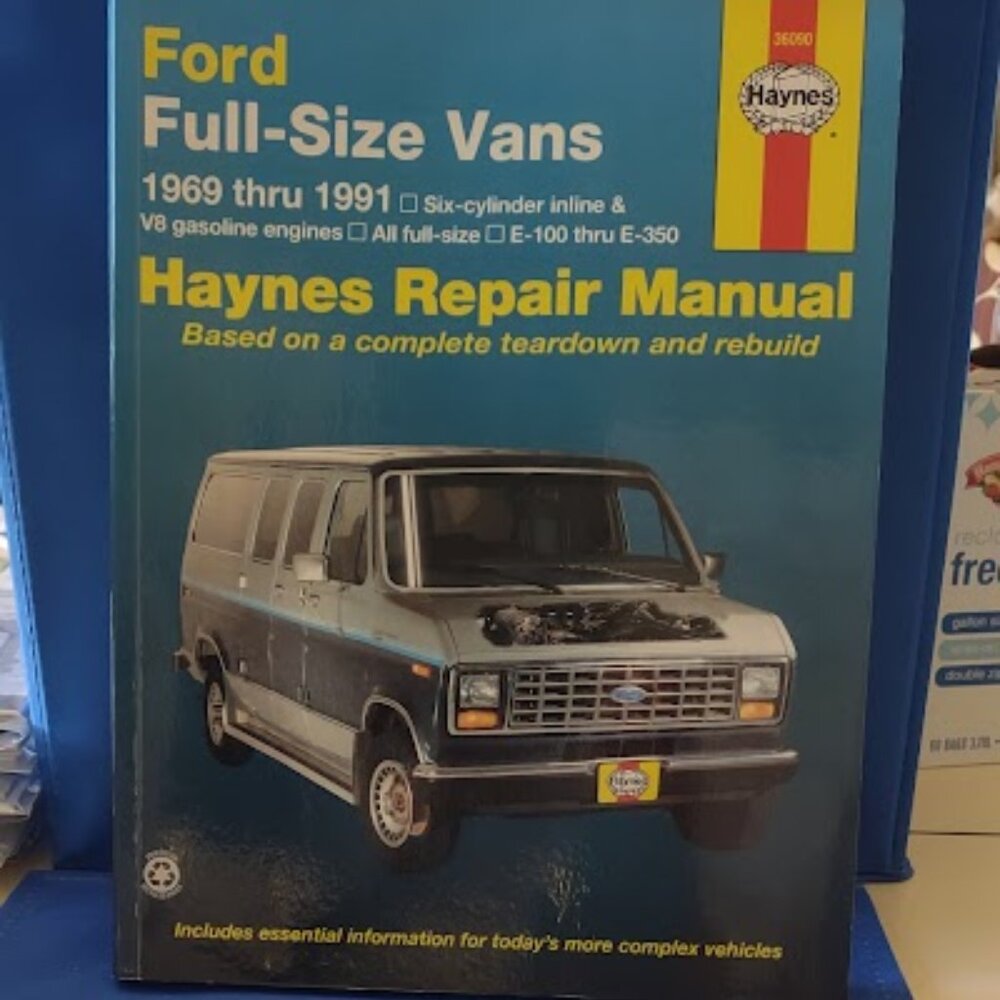 Ford
36090
Haynes
Full-Size Vans
1969 thru 1991 □ Six-cylinder inline &
V8 gasoline engines □ All full-size □ E-100 thru E-350
Haynes Repair Manual
Based on a complete teardown and rebuild
Ford
Haynes
Includes essential information for today's more complex vehicles